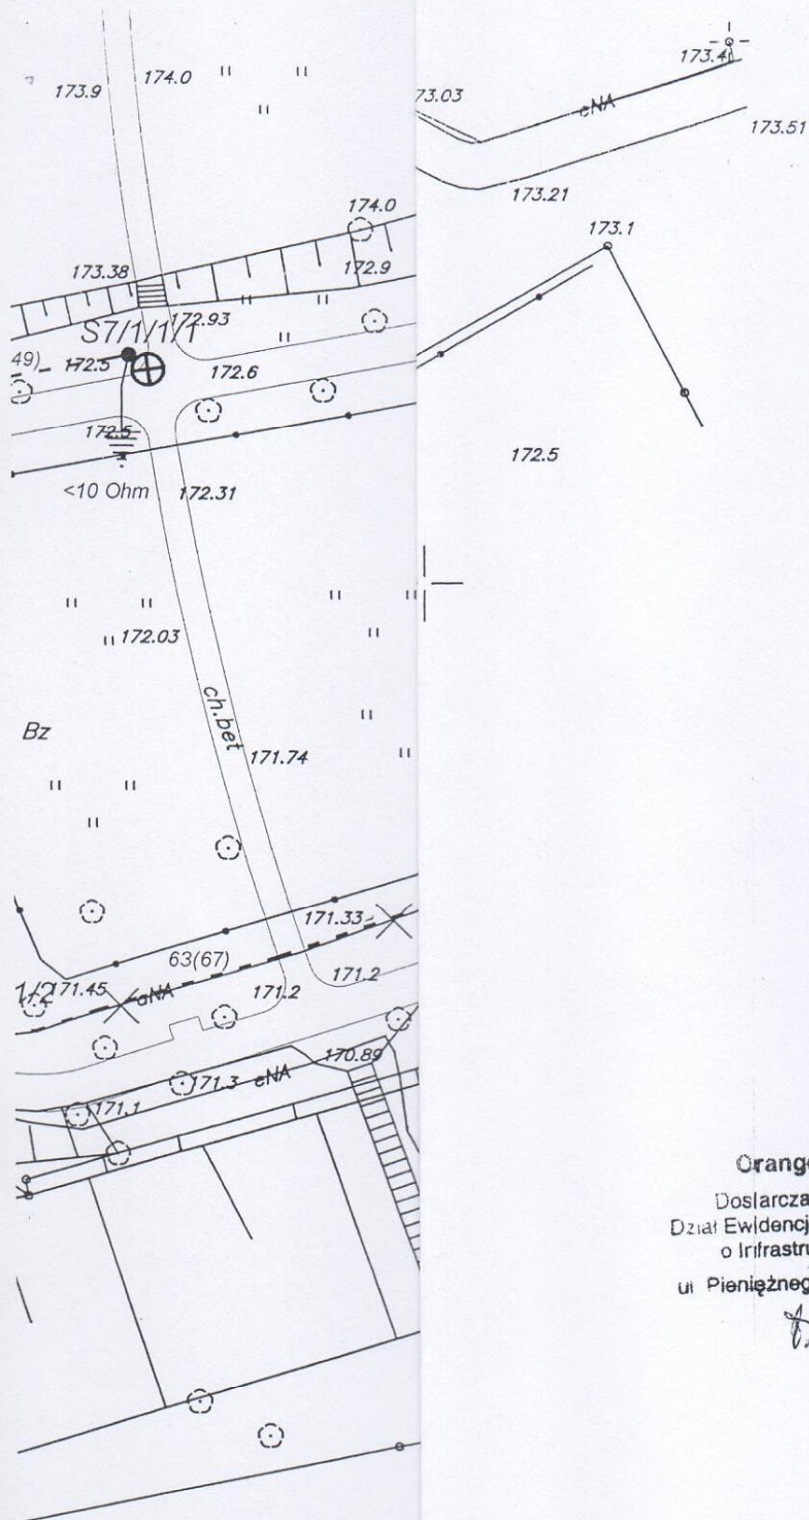 173.9
174.0
173.4
73.03
eNA
173.51
173.21
174.0
173.1
173.38
172.9
172.93
S7/1/1/1
49)
172.5
172.6
172.5
172.5
<10 Ohm
172.31
172.03
ch.bet
Bz
171.74
171.33
63(67)
171.2
1/2
171.45
eNA
171.2
170.89
171.3
eNA
171.1
Orange
Dostarcza
Dział Ewidencj
o Infrastru
ul Pieniężneg